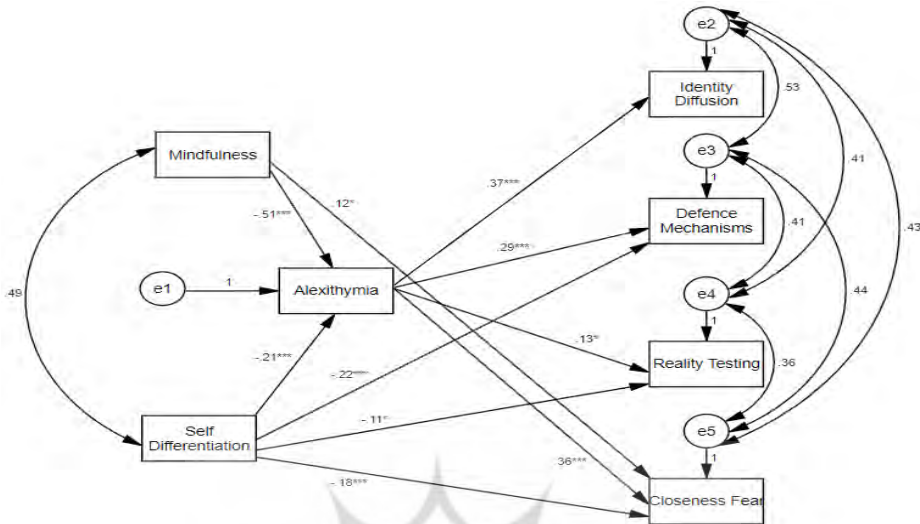 e2
1
Identity
Diffusion
.53
Mindfulness
e3
.41
1
.37***
.12*
Defence
Mechanisms
-.51***
.41
.43
.29***
.49
e1
1
Alexithymia
e4
.44
1
.13*
-.21***
-.22***
Reality Testing
.36
Self
Differentiation
-.11*
e5
.36***
1
-.18***
Closeness Fear